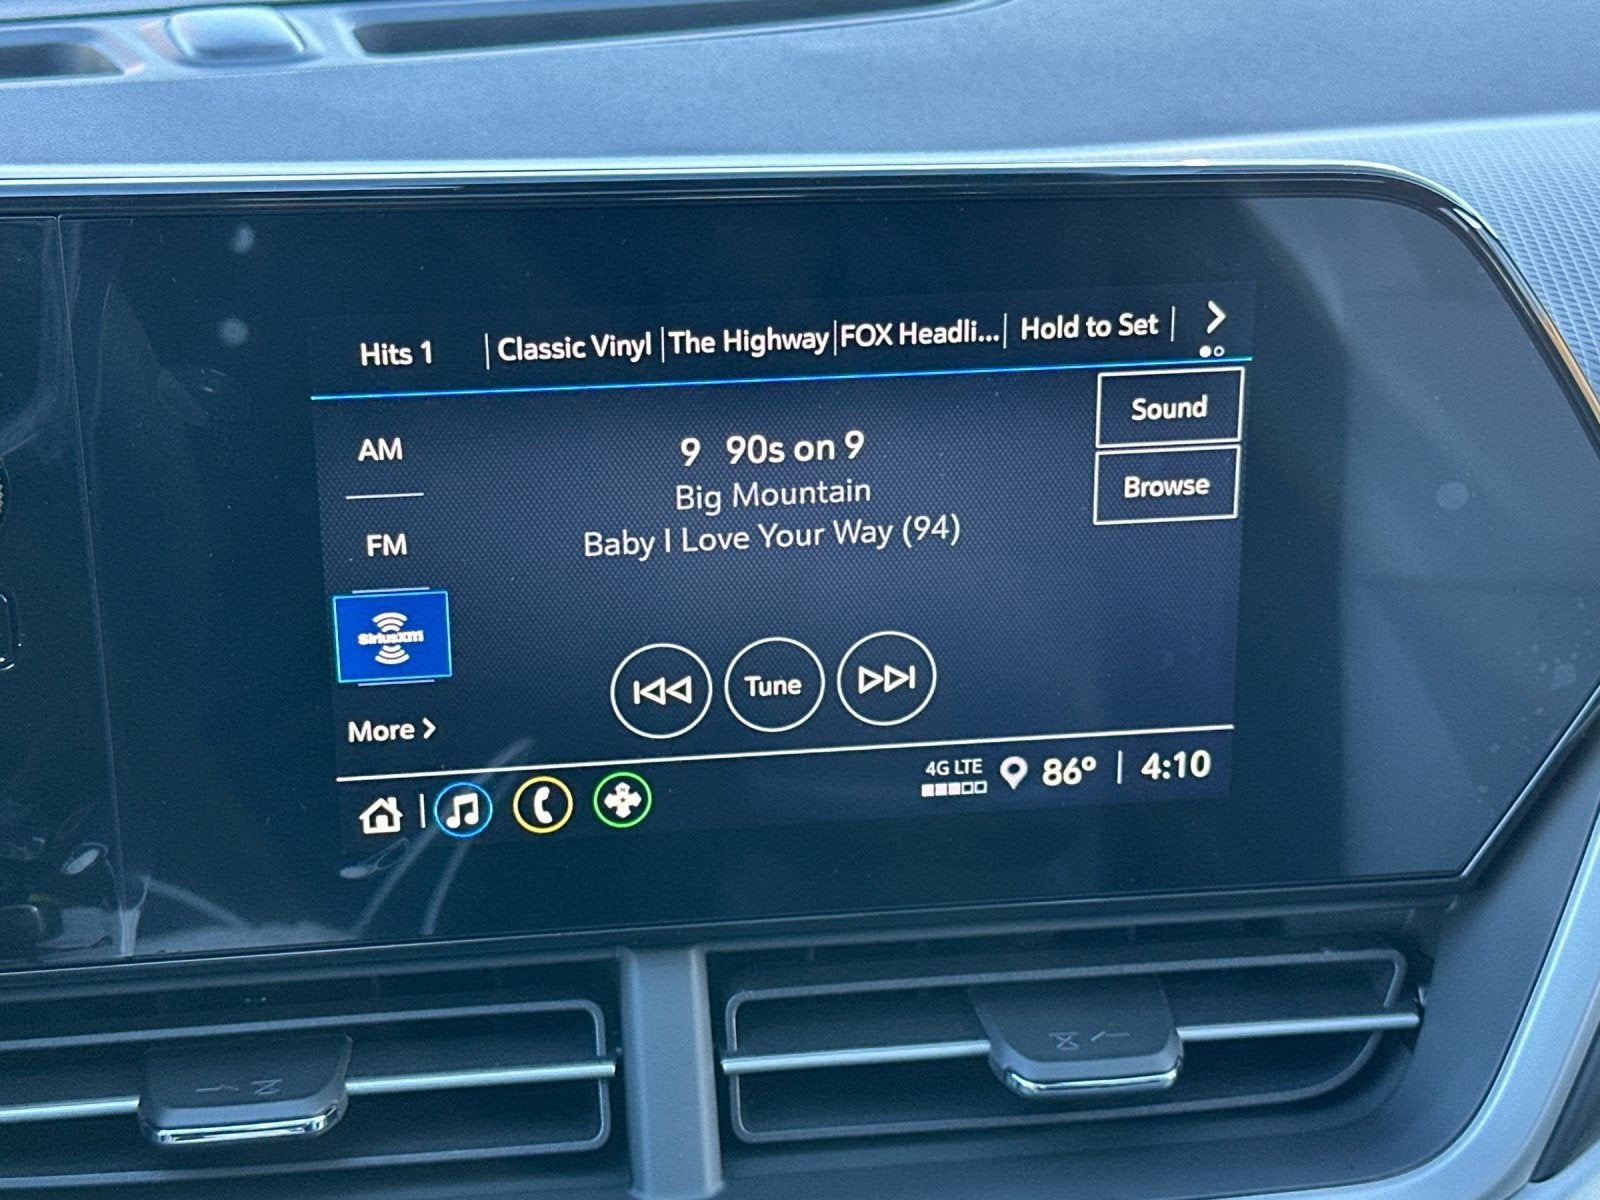 Hits 1 Classic Vinyl The Highway FOX Headli... Hold to Set
AM
9 90s on 9
Sound
Big Mountain
Browse
FM
Baby I Love Your Way (94)
SiriusXM
Tune
More >
4G LTE 86° 4:10